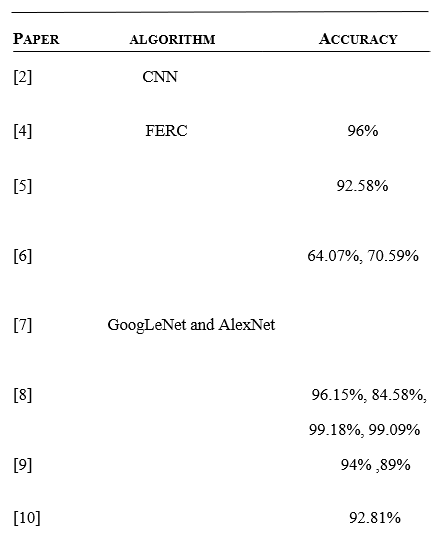 PAPER ALGORITHM ACCURACY
[2] CNN
[4] FERC 96%
[5] 92.58%
[6] 64.07%, 70.59%
[7] GoogLeNet and AlexNet
[8] 96.15%, 84.58%,
99.18%, 99.09%
[9] 94% ,89%
[10] 92.81%